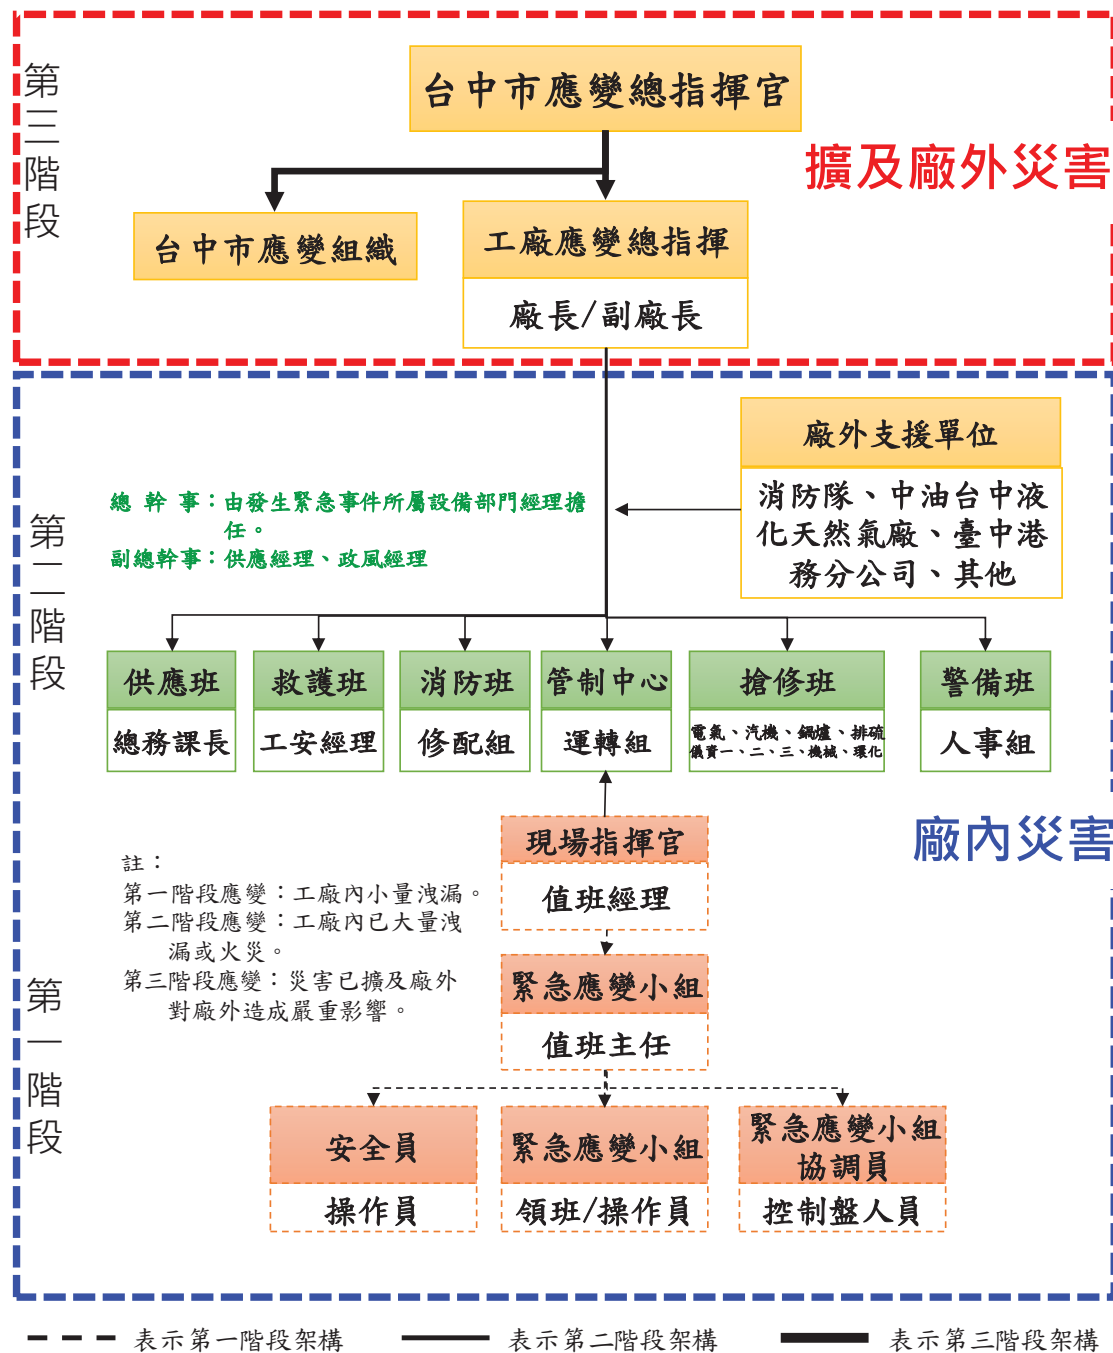 第三階段
台中市應變總指揮官
擴及廠外災害
台中市應變組織
工廠應變總指揮
廠長/副廠長
第二階段
廠外支援單位
消防隊、中油台中液
化天然氣廠、臺中港
務分公司、其他
總 幹 事：由發生緊急事件所屬設備部門經理擔
任。
副總幹事：供應經理、政風經理
供應班
總務課長
救護班
工安經理
消防班
修配組
管制中心
運轉組
搶修班
電氣、汽機、鍋爐、排硫
儀資一、二、三、機械、環化
警備班
人事組
廠內災害
現場指揮官
值班經理
註：
第一階段應變：工廠內小量洩漏。
第二階段應變：工廠內已大量洩
漏或火災。
第三階段應變：災害已擴及廠外
對廠外造成嚴重影響。
第一階段
緊急應變小組
值班主任
安全員
操作員
緊急應變小組
領班/操作員
緊急應變小組
協調員
控制盤人員
表示第一階段架構
表示第二階段架構
表示第三階段架構